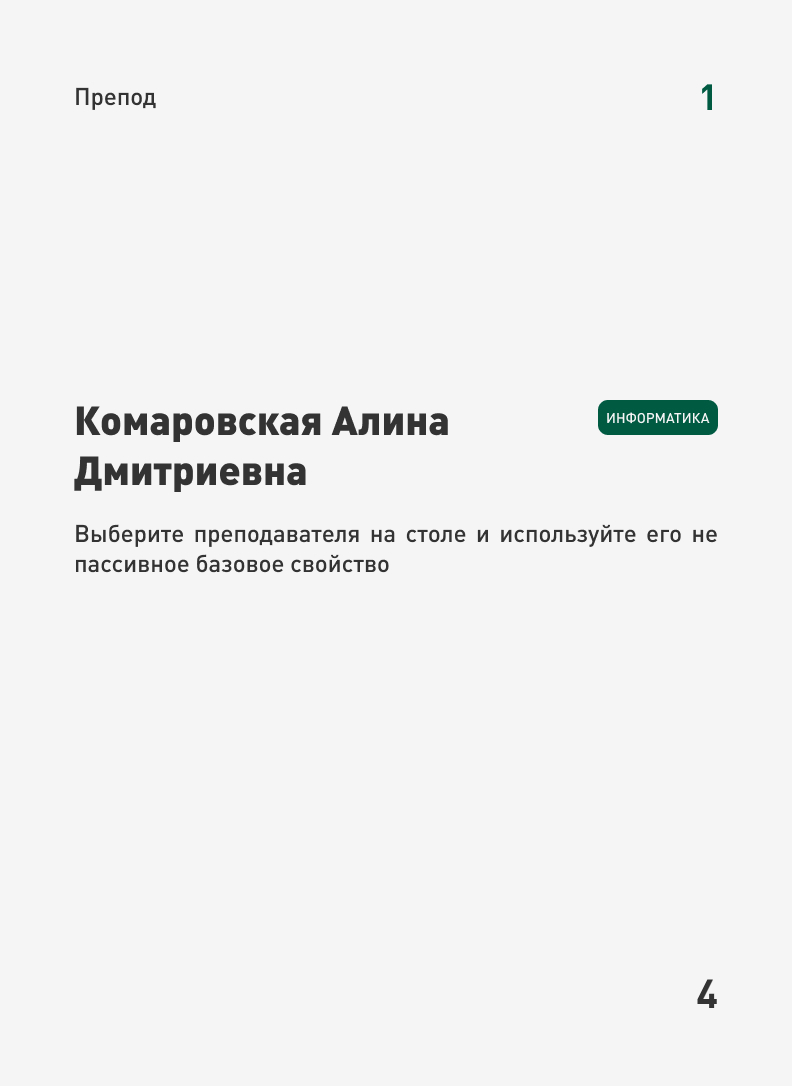 Препод
1
Комаровская Алина
Дмитриевна
ИНФОРМАТИКА
Выберите преподавателя на столе и используйте его не
пассивное базовое свойство
4